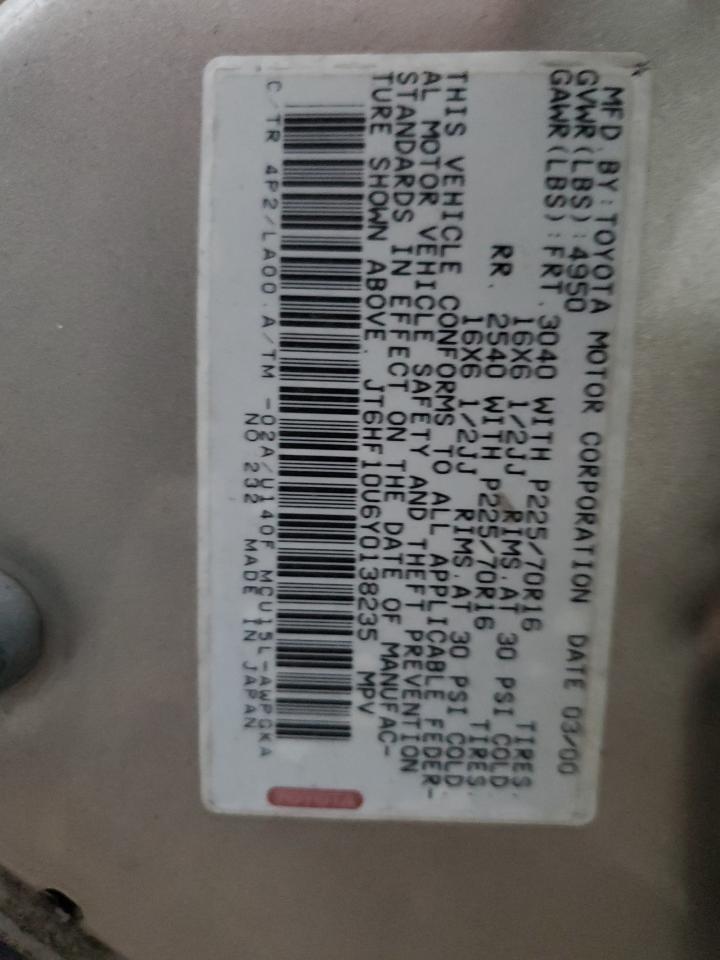 MFD.BY:TOYOTA MOTOR CORPORATION DATE 03/00
GVWR(LBS):4950
GAWR(LBS):FRT.3040 WITH P225/70R16 TIRES.
16X6 1/2JJ RIMS.AT 30 PSI COLD
RR. 2540 WITH P225/70R16 TIRES.
16X6 1/2JJ RIMS.AT 30 PSI COLD
THIS VEHICLE CONFORMS TO ALL APPLICABLE FEDER-
AL MOTOR VEHICLE SAFETY AND THEFT PREVENTION
STANDARDS IN EFFECT ON THE DATE OF MANUFAC-
TURE SHOWN ABOVE. JT6HF10U6Y0138235 MPV
C/TR 4P2/LA00.A/TM -02A/U140F MCU15L-AWPGKA
NO 232 MADE IN JAPAN
TOYOTA